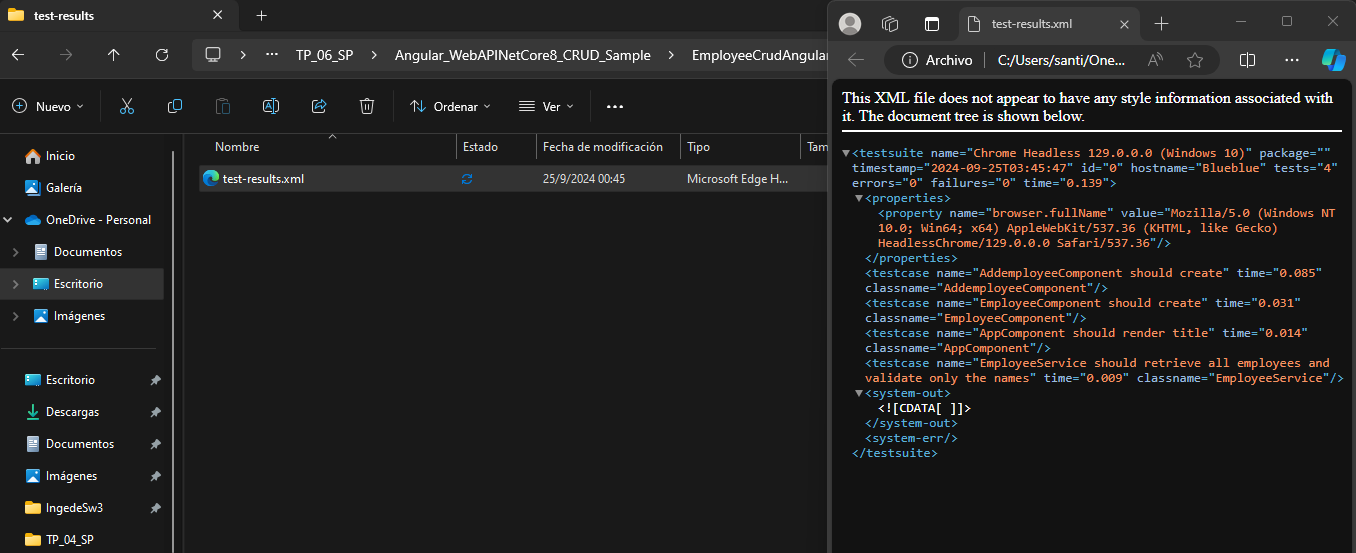 test-results
TP_06_SP
Angular_WebAPINetCore8_CRUD_Sample
EmployeeCrudAngular
Nuevo
Ordenar
Ver
Inicio
Galería
OneDrive - Personal
Documentos
Escritorio
Imágenes
Escritorio
Descargas
Documentos
Imágenes
IngedeSw3
TP_04_SP
Nombre Estado Fecha de modificación Tipo Tam
test-results.xml 25/9/2024 00:45 Microsoft Edge H...
test-results.xml
Archivo C:/Users/santi/One...
This XML file does not appear to have any style information associated with
it. The document tree is shown below.
<testsuite name="Chrome Headless 129.0.0.0 (Windows 10)" package=""
timestamp="2024-09-25T03:45:47" id="0" hostname="Blueblue" tests="4"
errors="0" failures="0" time="0.139">
<properties>
<property name="browser.fullName" value="Mozilla/5.0 (Windows NT
10.0; Win64; x64) AppleWebKit/537.36 (KHTML, like Gecko)
HeadlessChrome/129.0.0.0 Safari/537.36"/>
</properties>
<testcase name="AddemployeeComponent should create" time="0.085"
classname="AddemployeeComponent"/>
<testcase name="EmployeeComponent should create" time="0.031"
classname="EmployeeComponent"/>
<testcase name="AppComponent should render title" time="0.014"
classname="AppComponent"/>
<testcase name="EmployeeService should retrieve all employees and
validate only the names" time="0.009" classname="EmployeeService"/>
<system-out>
<![CDATA[ ]]>
</system-out>
<system-err/>
</testsuite>